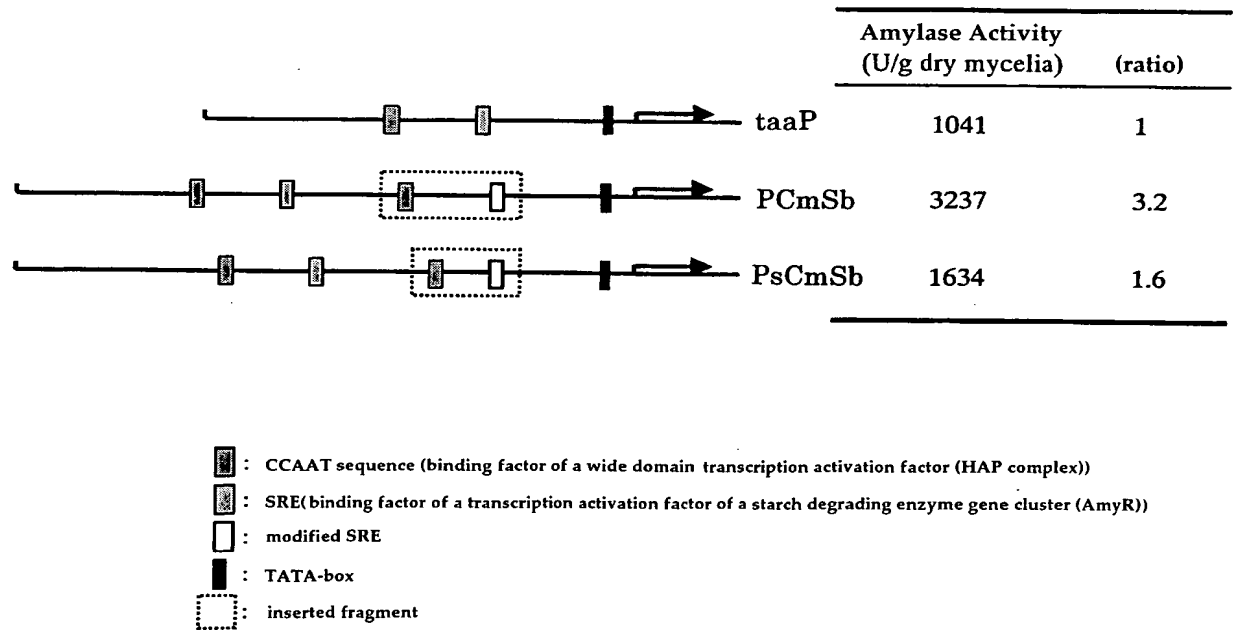 Amylase Activity
(U/g dry mycelia) (ratio)
taaP 1041 1
PCmSb 3237 3.2
PsCmSb 1634 1.6
: CCAAT sequence (binding factor of a wide domain transcription activation factor (HAP complex))
: SRE(binding factor of a transcription activation factor of a starch degrading enzyme gene cluster (AmyR))
: modified SRE
: TATA-box
: inserted fragment